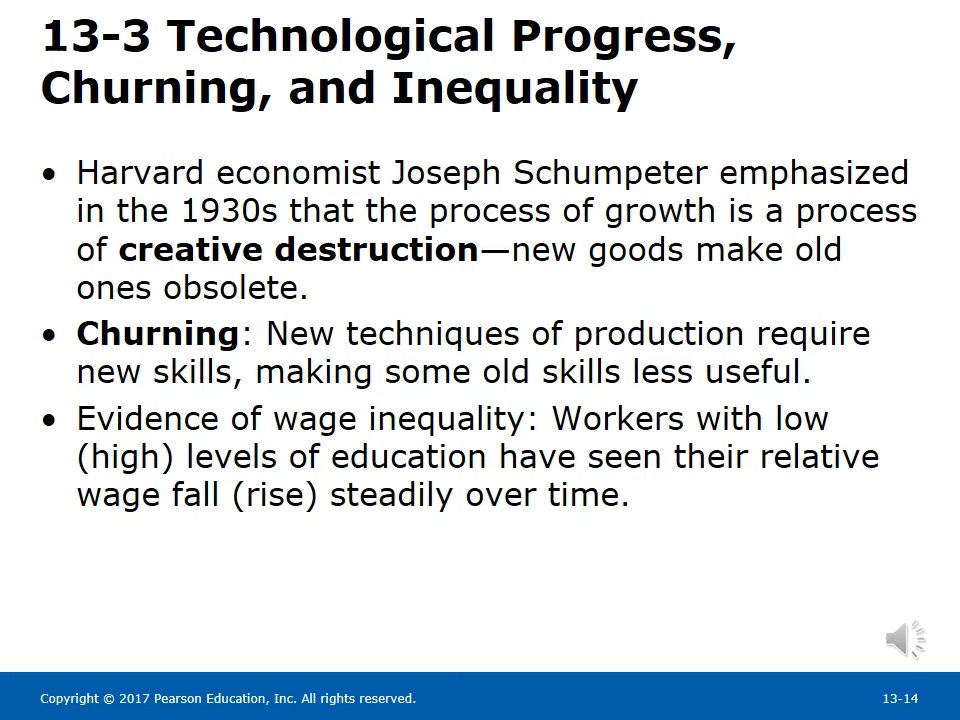 13-3 Technological Progress,
Churning, and Inequality
• Harvard economist Joseph Schumpeter emphasized
in the 1930s that the process of growth is a process
of creative destruction—new goods make old
ones obsolete.
• Churning: New techniques of production require
new skills, making some old skills less useful.
• Evidence of wage inequality: Workers with low
(high) levels of education have seen their relative
wage fall (rise) steadily over time.
Copyright © 2017 Pearson Education, Inc. All rights reserved.
13-14